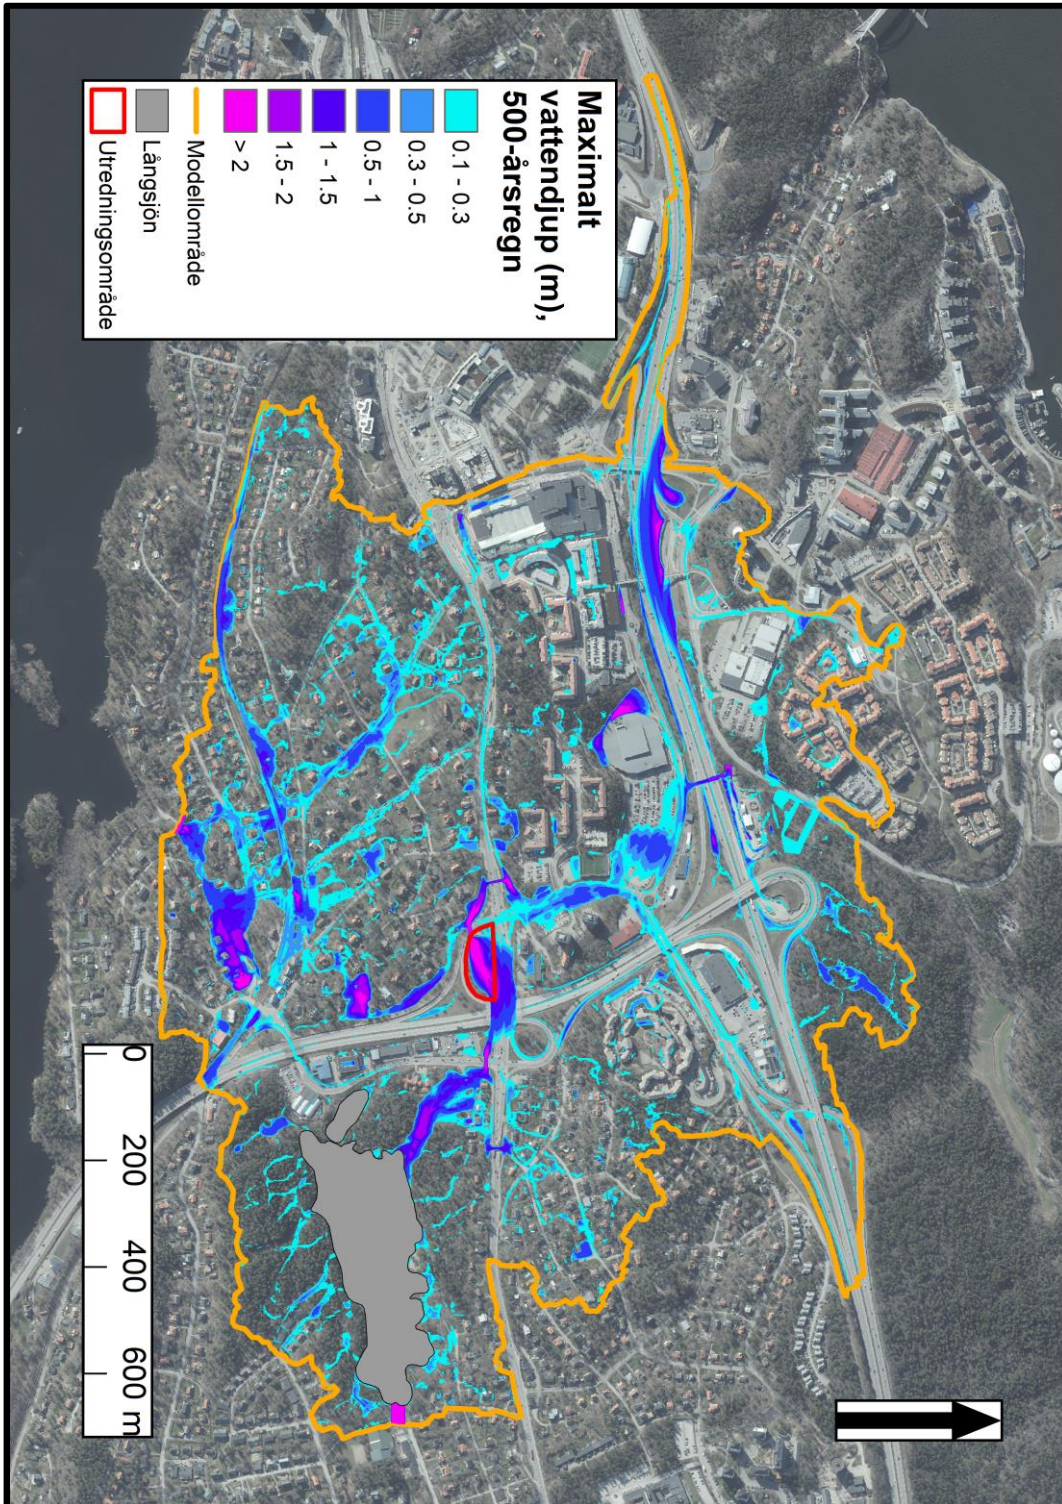 Maximalt
vattendjup (m),
500-årsregn
0.1 - 0.3
0.3 - 0.5
0.5 - 1
1 - 1.5
1.5 - 2
> 2
Modellområde
Långsjön
Utredningsområde
0 200 400 600 m